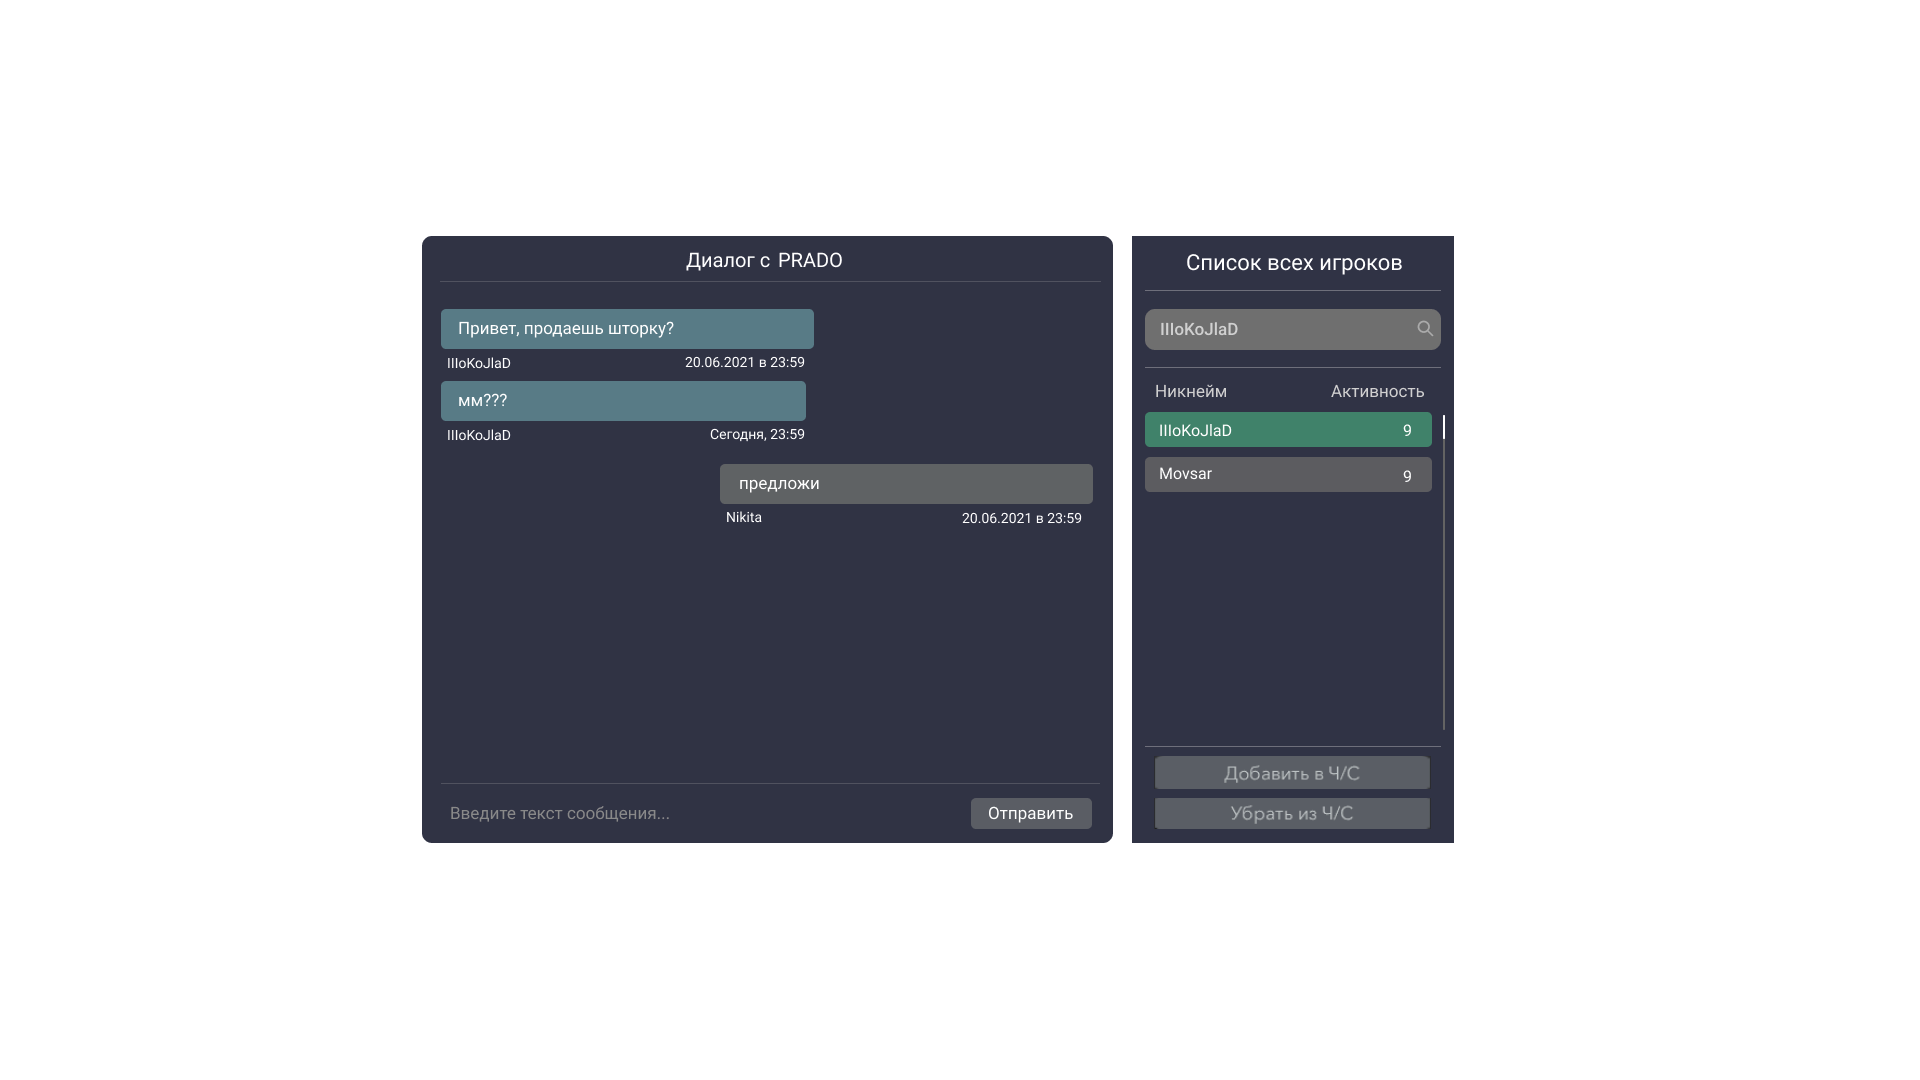 Диалог с PRADO
Привет, продаешь шторку?
IIIoKoJlaD 20.06.2021 в 23:59
мм???
IIIoKoJlaD Сегодня, 23:59
предложи
Nikita 20.06.2021 в 23:59
Введите текст сообщения...
Отправить
Список всех игроков
IIIoKoJlaD
Никнейм Активность
IIIoKoJlaD 9
Movsar 9
Добавить в Ч/С
Убрать из Ч/С